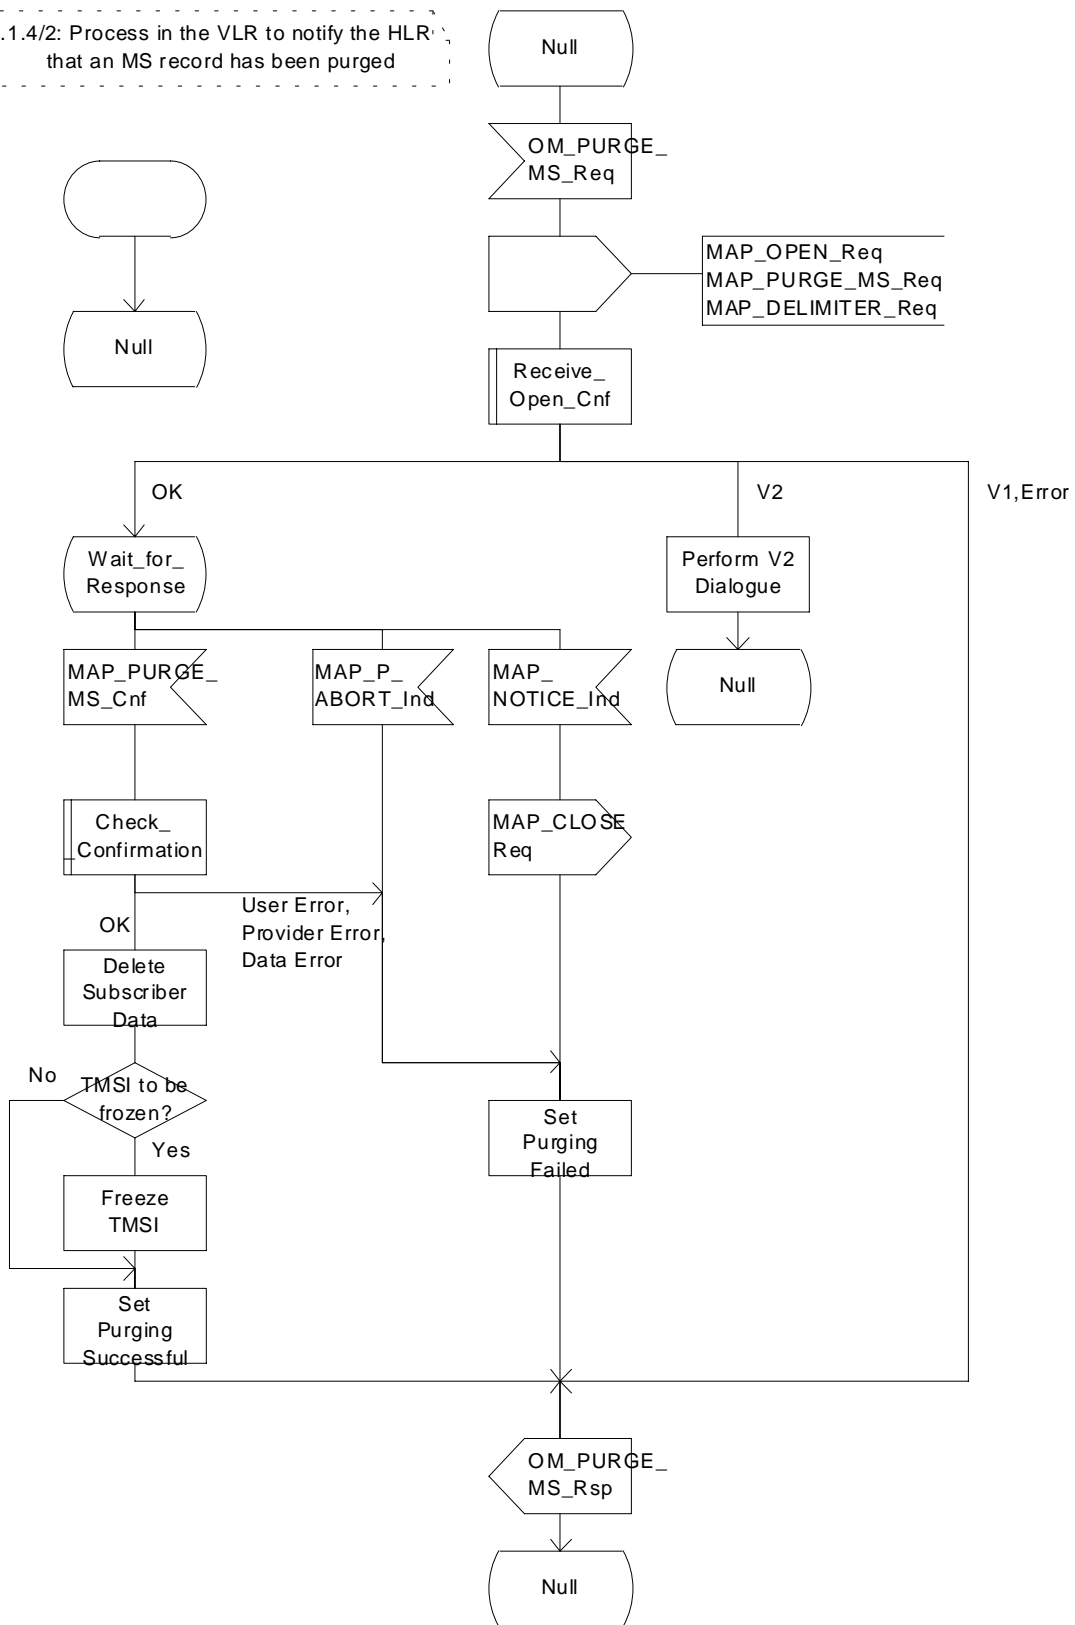 .1.4/2: Process in the VLR to notify the HLR
that an MS record has been purged
Null
OM_PURGE_
MS_Req
MAP_OPEN_Req
MAP_PURGE_MS_Req
MAP_DELIMITER_Req
Null
Receive_
Open_Cnf
OK
V2
V1,Error
Wait_for_
Response
Perform V2
Dialogue
MAP_PURGE_
MS_Cnf
MAP_P_
ABORT_Ind
MAP_
NOTICE_Ind
Null
Check_
_Confirmation
MAP_CLOSE
Req
User Error,
Provider Error,
Data Error
OK
Delete
Subscriber
Data
No
TMSI to be
frozen?
Yes
Set
Purging
Failed
Freeze
TMSI
Set
Purging
Successful
OM_PURGE_
MS_Rsp
Null